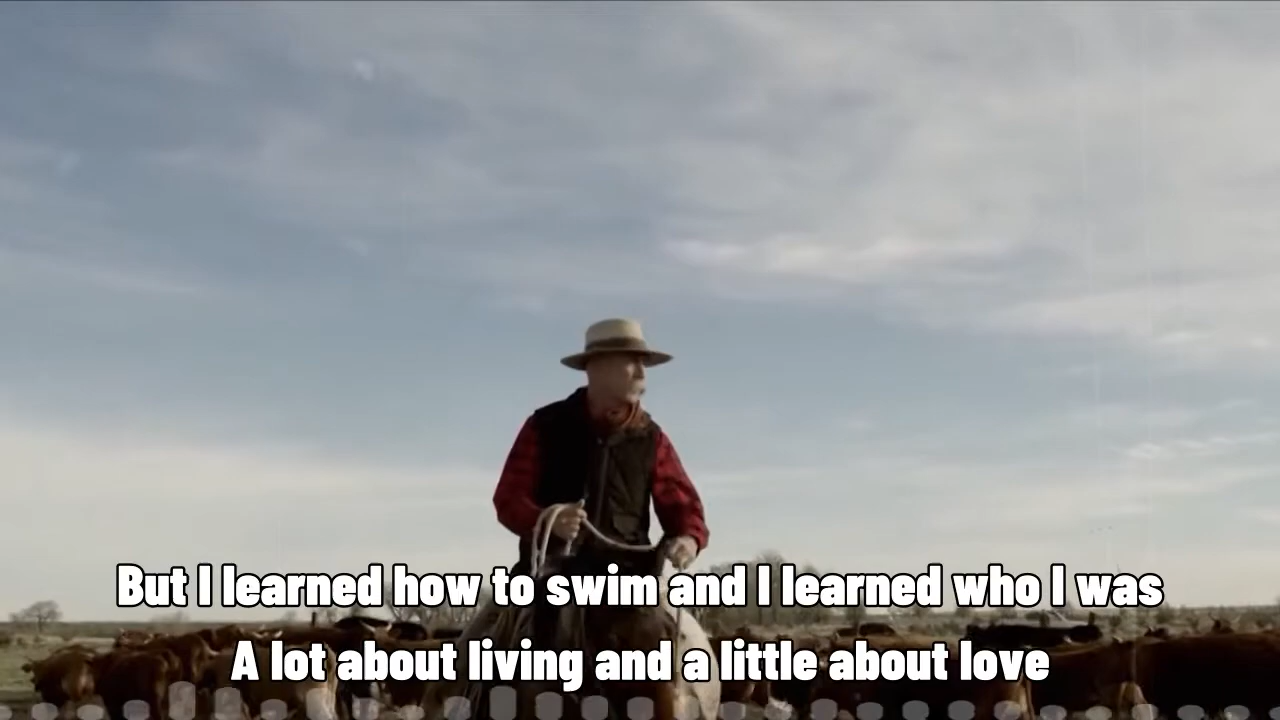 But I learned how to swim and I learned who I was
A lot about living and a little about love